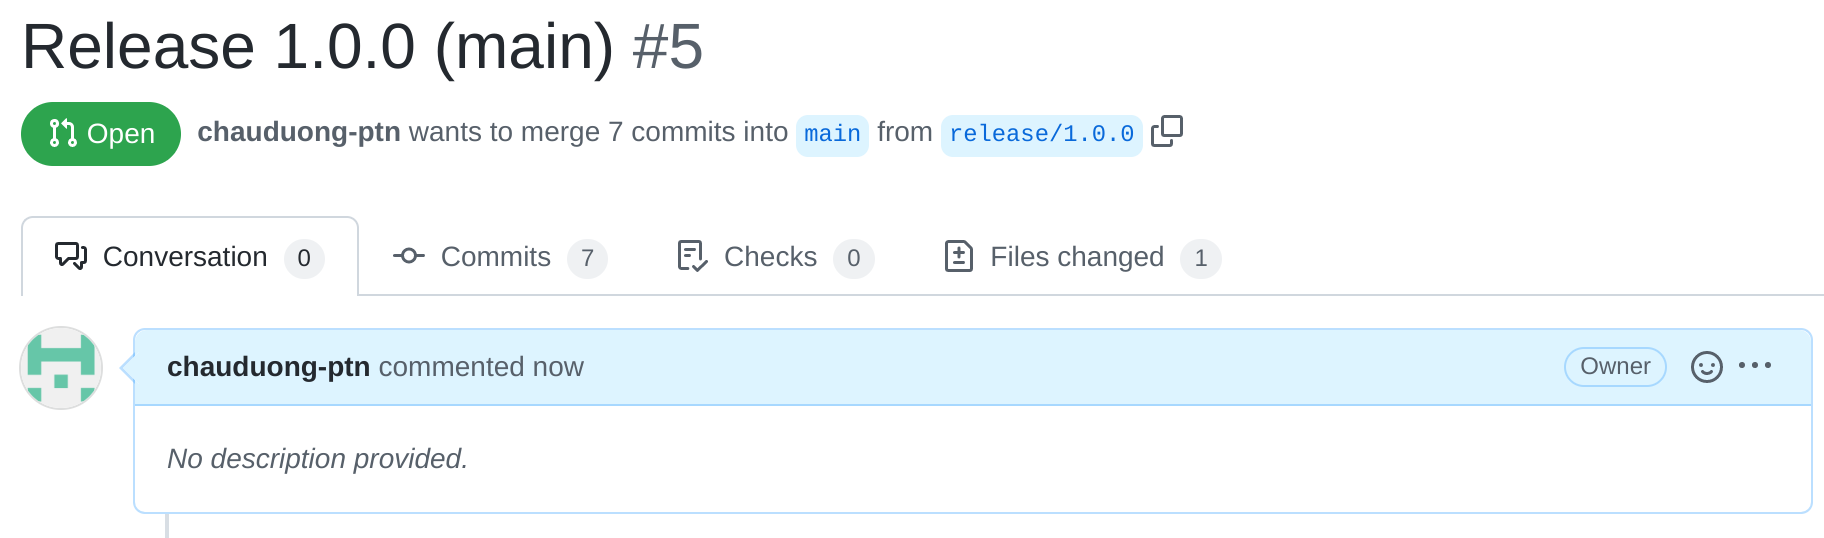 Release 1.0.0 (main) #5
Open chauduong-ptn wants to merge 7 commits into main from release/1.0.0
Conversation 0 Commits 7 Checks 0 Files changed 1
chauduong-ptn commented now Owner
No description provided.